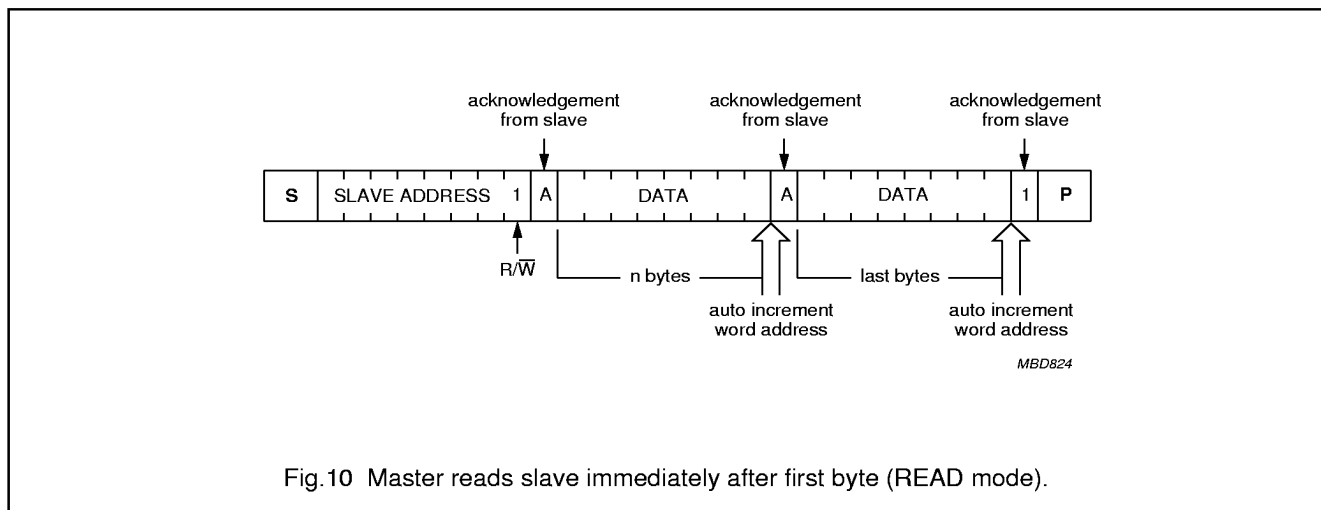 acknowledgement acknowledgement acknowledgement
from slave from slave from slave
S SLAVE ADDRESS 1 A DATA A DATA 1 P
R/W̅ n bytes last bytes
auto increment auto increment
word address word address
MBD824
Fig.10 Master reads slave immediately after first byte (READ mode).